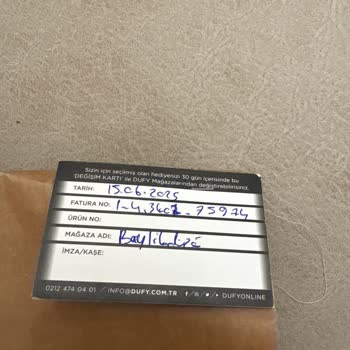 Sizin için seçilmiş olan hediyenizi 30 gün içerisinde bu
'DEĞİŞİM KARTI' ile DUFY Mağazalarından değiştirebilirsiniz.
TARİH: 15.06.2025
FATURA NO:
ÜRÜN NO:
MAĞAZA ADI:
İMZA/KAŞE:
0212 474 04 01 / INFO@DUFY.COM.TR / DUFYONLINE